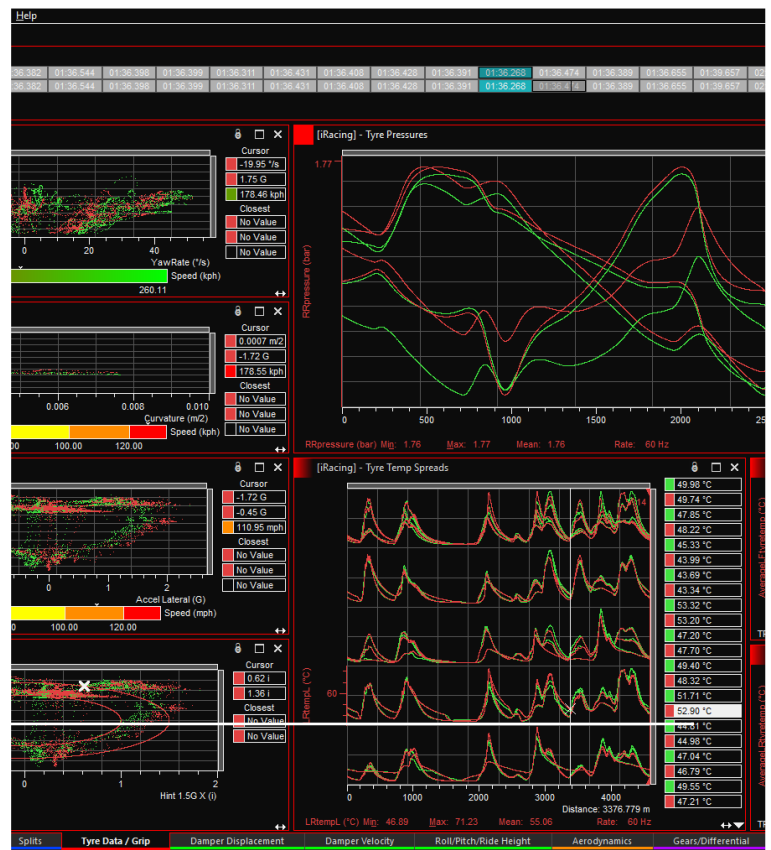 Help
36.382 01:36.544 01:36.398 01:36.399 01:36.311 01:36.431 01:36.408 01:36.428 01:36.391 01:36.268 01:36.474 01:36.389 01:36.655 01:39.657 02
36.382 01:36.544 01:36.398 01:36.399 01:36.311 01:36.431 01:36.408 01:36.428 01:36.391 01:36.268 01:36.474 01:36.389 01:36.655 01:39.657 02
Cursor
-19.95 °/s
1.75 G
178.46 kph
Closest
No Value
No Value
No Value
0 20 40
YawRate (°/s)
Speed (kph)
260.11
Cursor
0.0007 m/2
-1.72 G
178.55 kph
Closest
No Value
No Value
No Value
0.006 0.008 0.010
Curvature (m/2)
Speed (kph)
100.00 120.00
Cursor
-1.72 G
-0.45 G
110.95 mph
Closest
No Value
No Value
No Value
0 1 2
Accel Lateral (G)
Speed (mph)
0 100.00 120.00
Cursor
0.62 i
1.36 i
Closest
No Value
No Value
0 1 2
Hint 1.5G X (i)
[iRacing] - Tyre Pressures
1.77
RRpressure (bar)
0 500 1000 1500 2000 25
RRpressure (bar) Min: 1.76 Max: 1.77 Mean: 1.76 Rate: 60 Hz
[iRacing] - Tyre Temp Spreads
49.98 °C
49.74 °C
47.85 °C
48.22 °C
45.33 °C
43.99 °C
43.69 °C
43.34 °C
53.32 °C
53.20 °C
47.20 °C
47.70 °C
49.40 °C
48.32 °C
51.71 °C
52.90 °C
44.81 °C
44.98 °C
47.04 °C
46.79 °C
49.55 °C
47.21 °C
60
LRtempL (°C)
0 1000 2000 3000 4000
Distance: 3376.779 m
LRtempL (°C) Min: 46.89 Max: 71.23 Mean: 55.06 Rate: 60 Hz
Splits Tyre Data / Grip Damper Displacement Damper Velocity Roll/Pitch/Ride Height Aerodynamics Gears/Differential